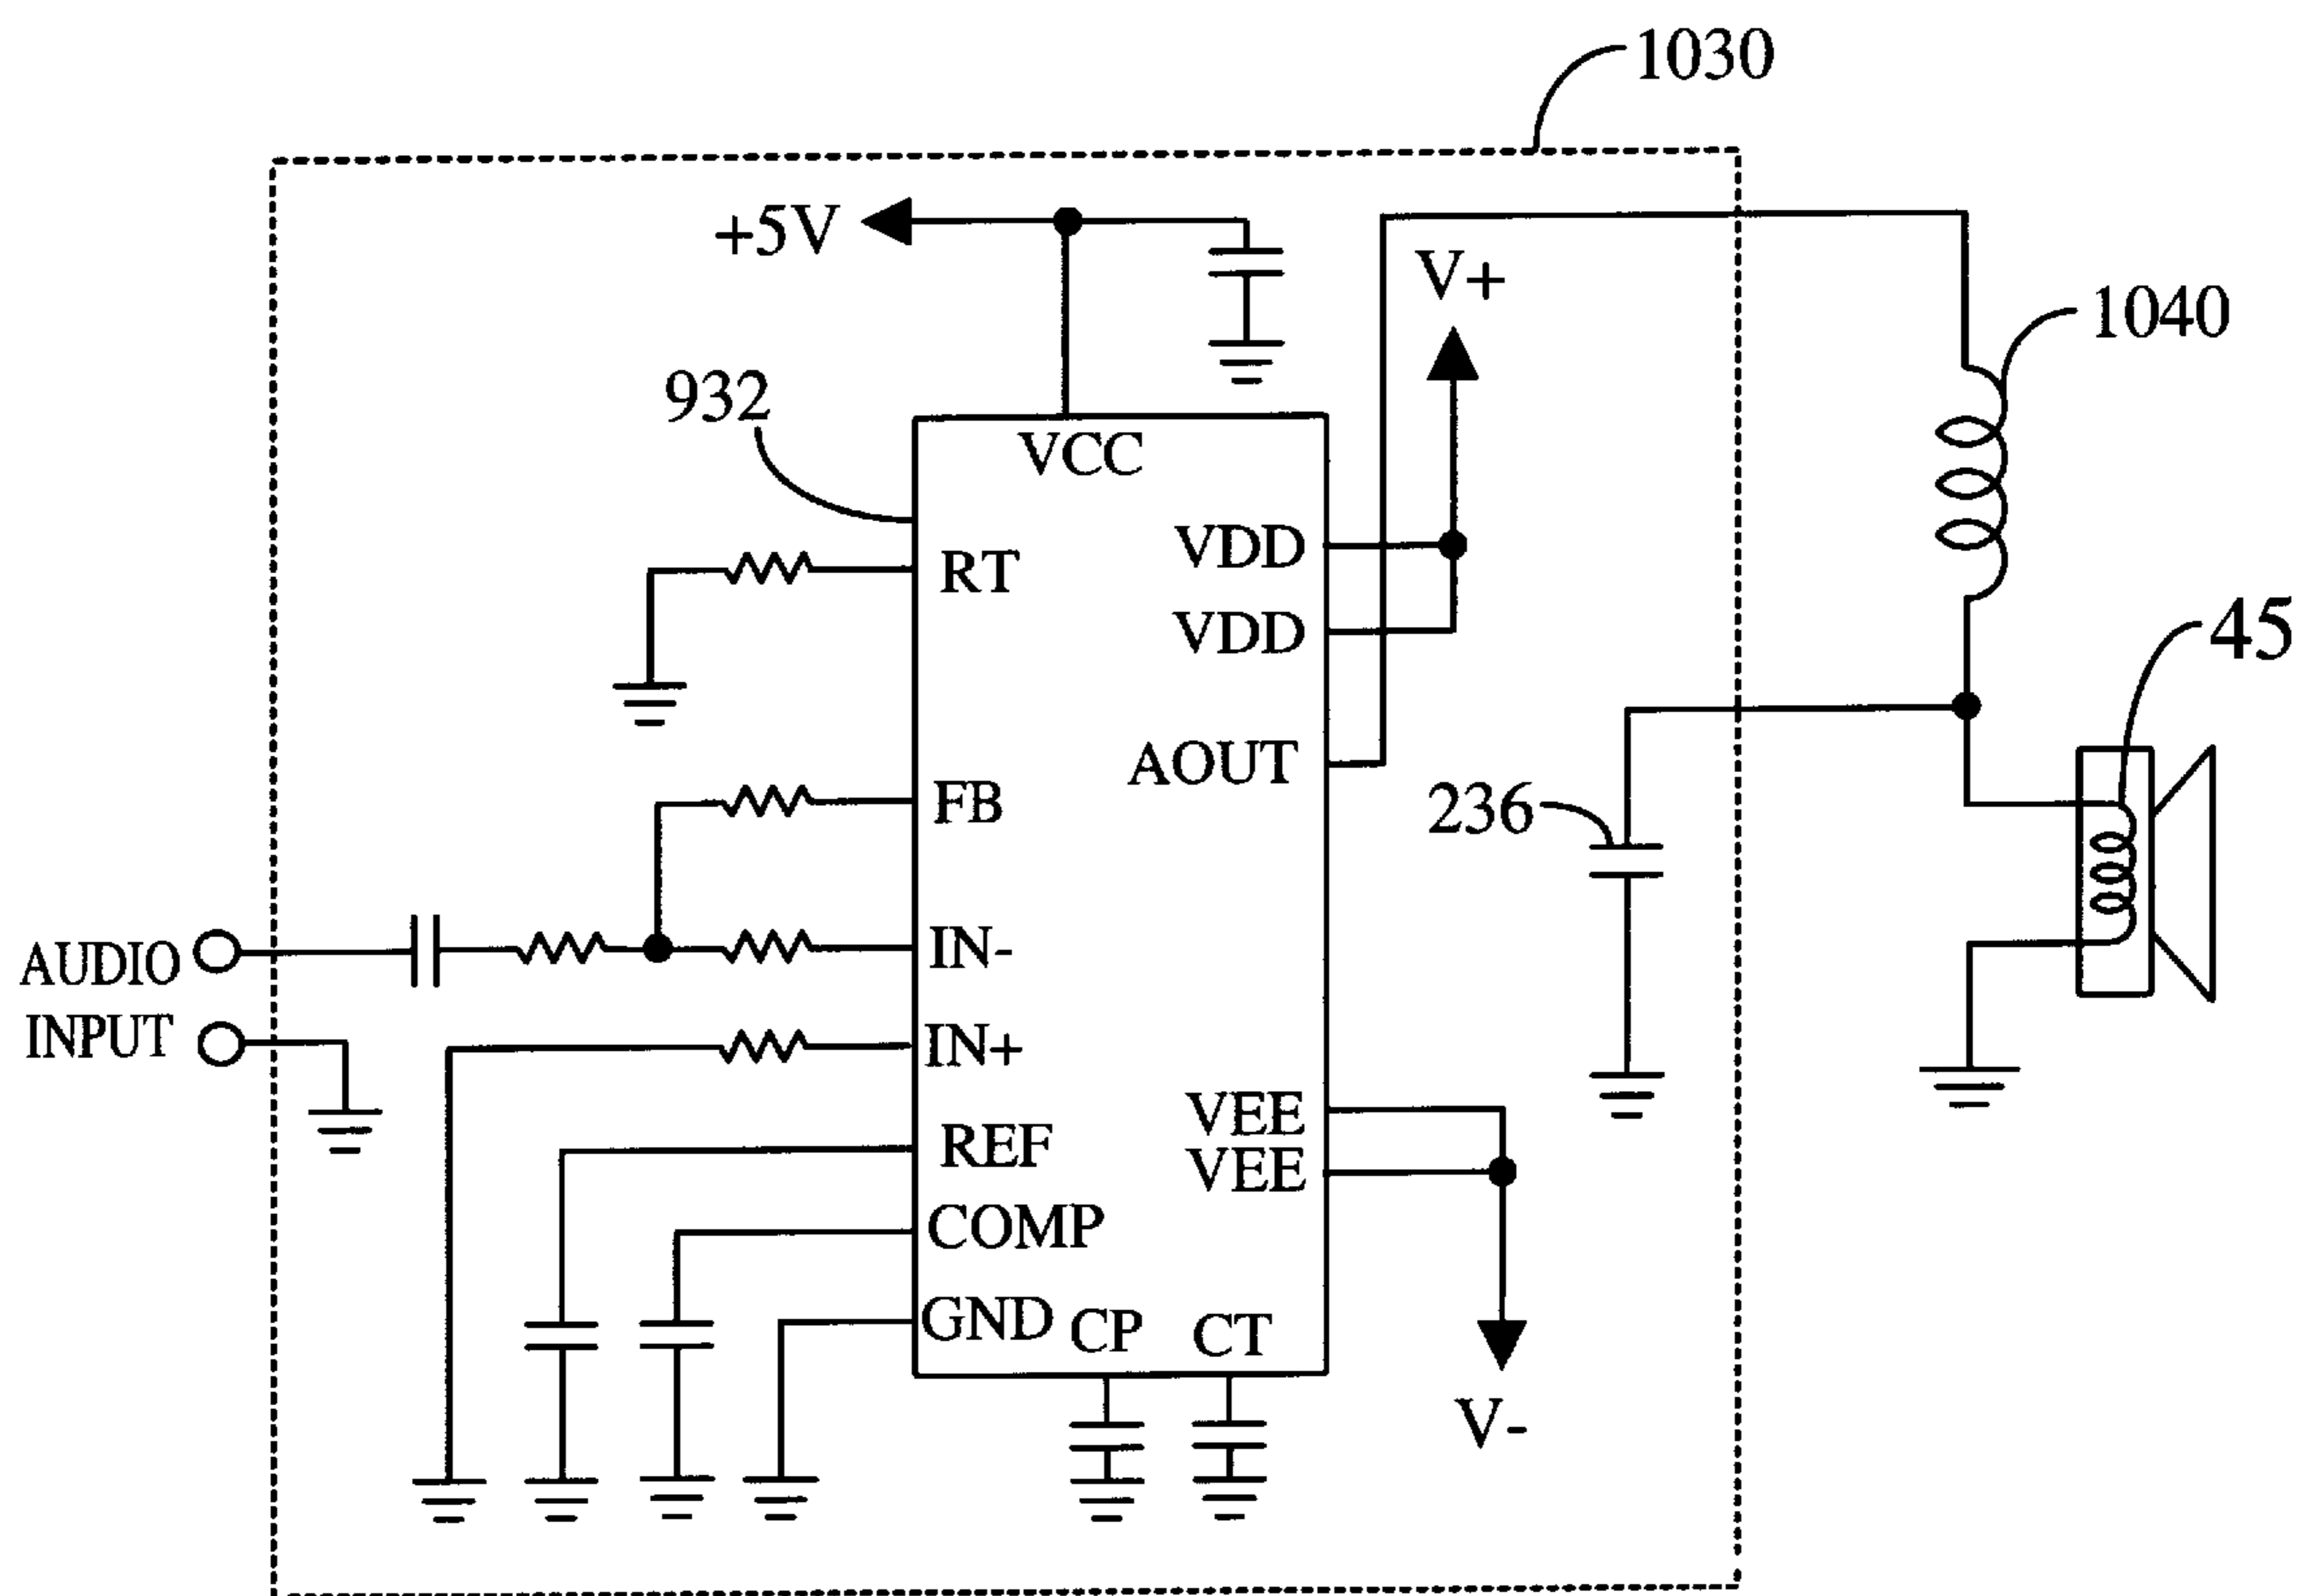 1030
+5V
V+
1040
932
VCC
VDD
RT
VDD
45
AOUT
FB
236
AUDIO
INPUT
IN-
IN+
VEE
REF
VEE
COMP
GND
CP
CT
V-